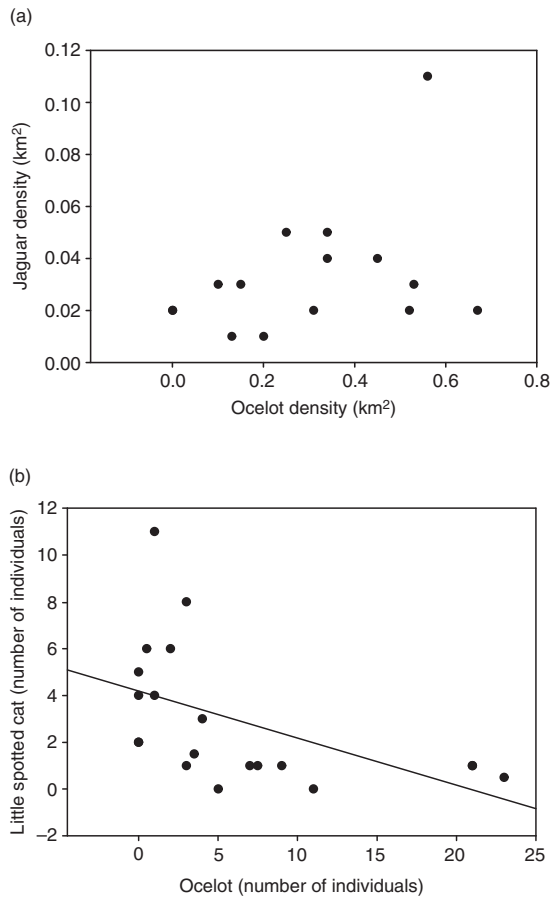 (a)
0.12
0.10
0.08
0.06
0.04
0.02
0.00
Jaguar density (km²)
0.0 0.2 0.4 0.6 0.8
Ocelot density (km²)
(b)
12
10
8
6
4
2
0
–2
Little spotted cat (number of individuals)
0 5 10 15 20 25
Ocelot (number of individuals)